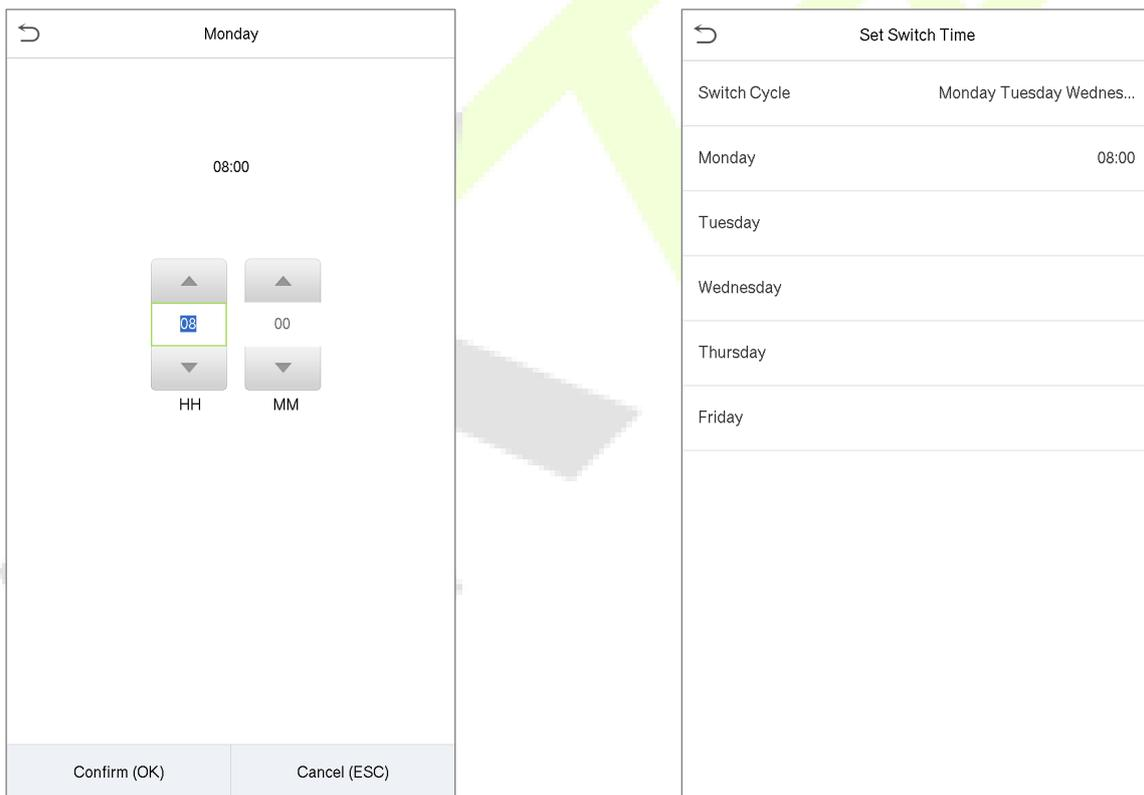 Monday
08:00
08 00
HH MM
Confirm (OK) Cancel (ESC)
Set Switch Time
Switch Cycle Monday Tuesday Wednes...
Monday 08:00
Tuesday
Wednesday
Thursday
Friday